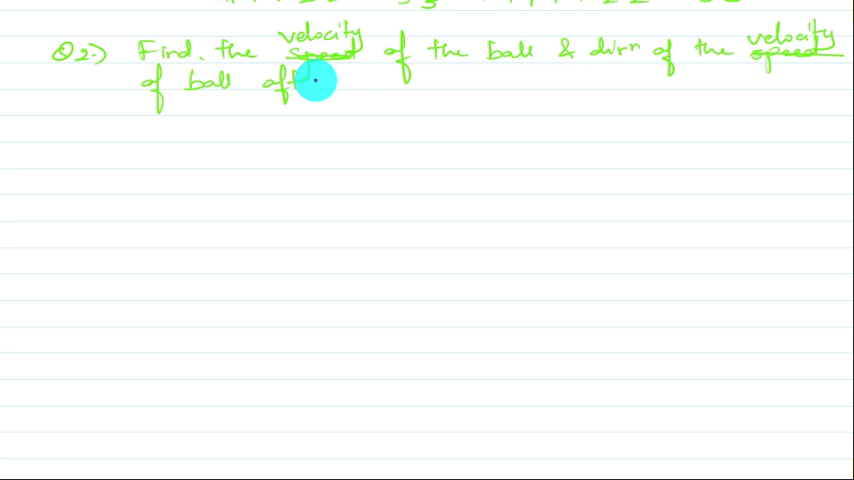 Q2.) Find. the velocity speed of the ball & dirn of the velocity speed
of ball aft